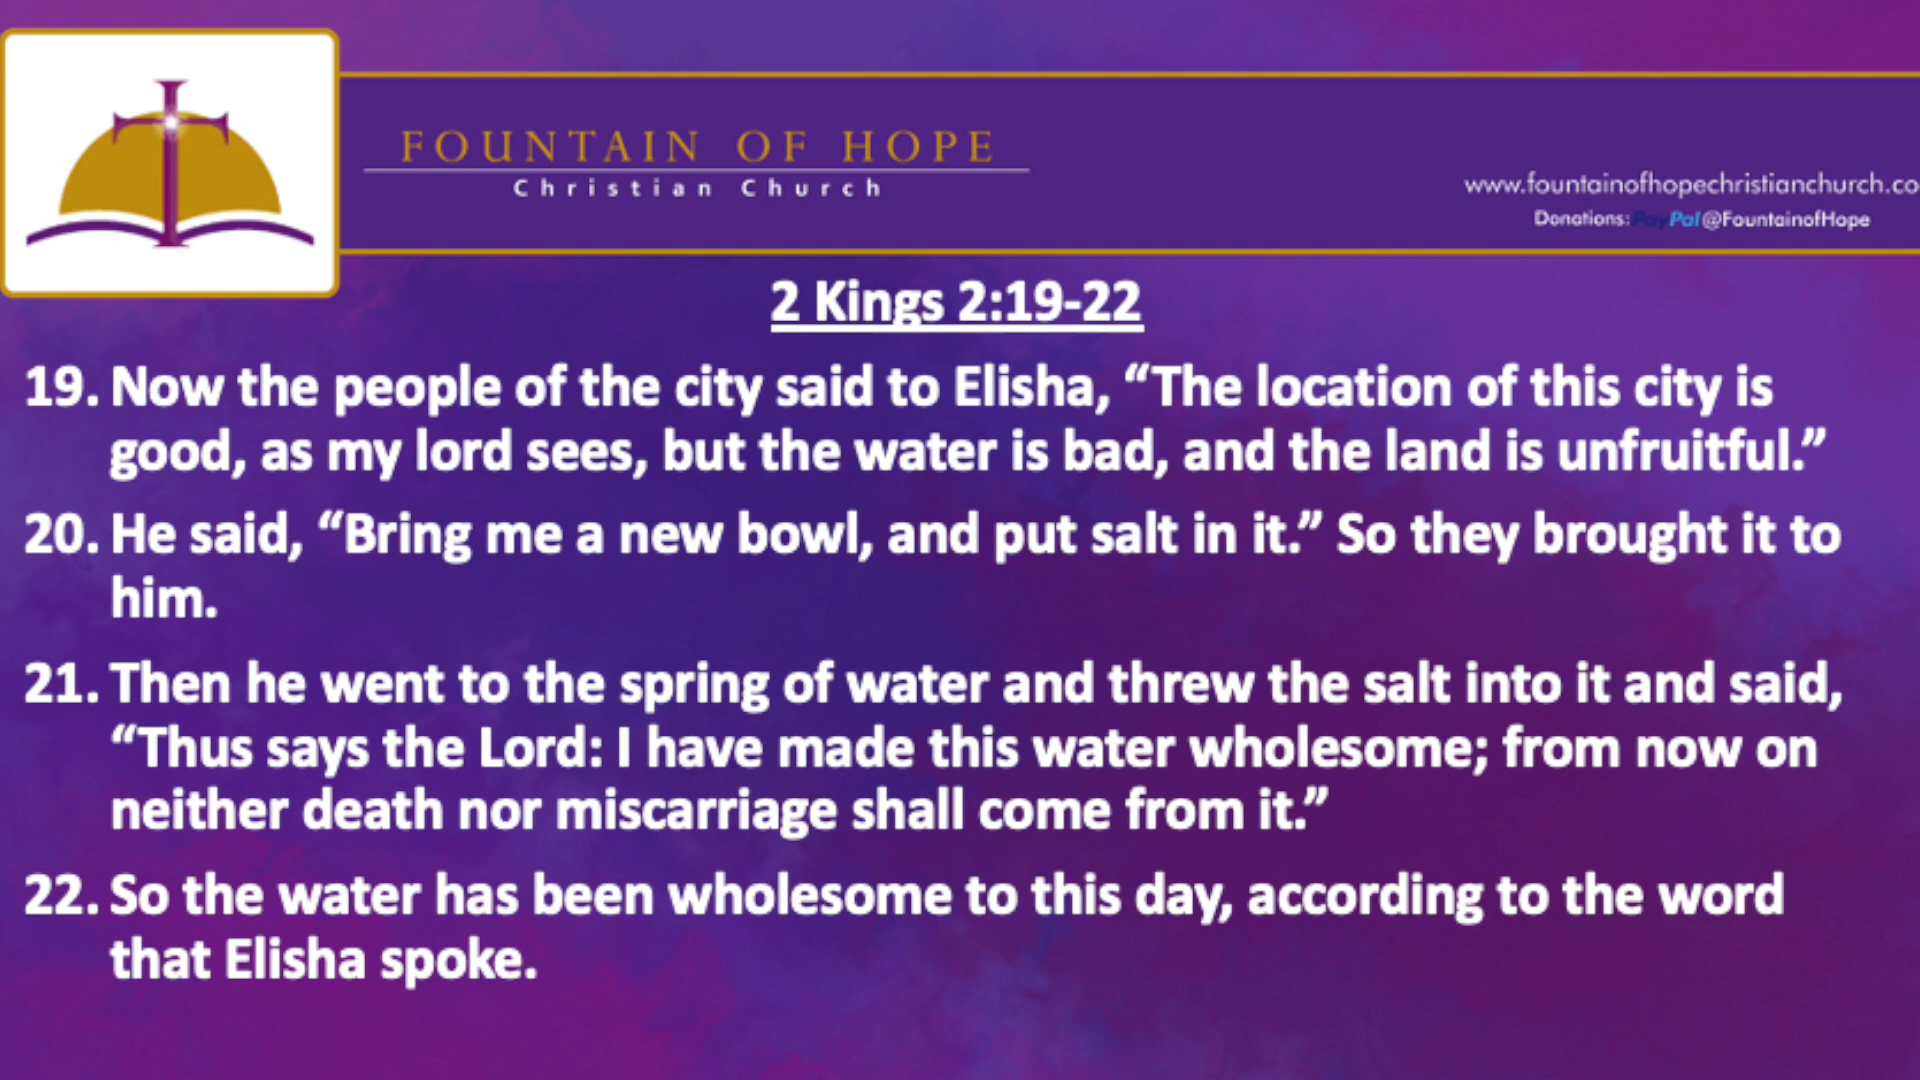 FOUNTAIN OF HOPE
Christian Church
www.fountainofhopechristianchurch.co
Donations: PayPal @FountainofHope
2 Kings 2:19-22
19. Now the people of the city said to Elisha, “The location of this city is
good, as my lord sees, but the water is bad, and the land is unfruitful.”
20. He said, “Bring me a new bowl, and put salt in it.” So they brought it to
him.
21. Then he went to the spring of water and threw the salt into it and said,
“Thus says the Lord: I have made this water wholesome; from now on
neither death nor miscarriage shall come from it.”
22. So the water has been wholesome to this day, according to the word
that Elisha spoke.